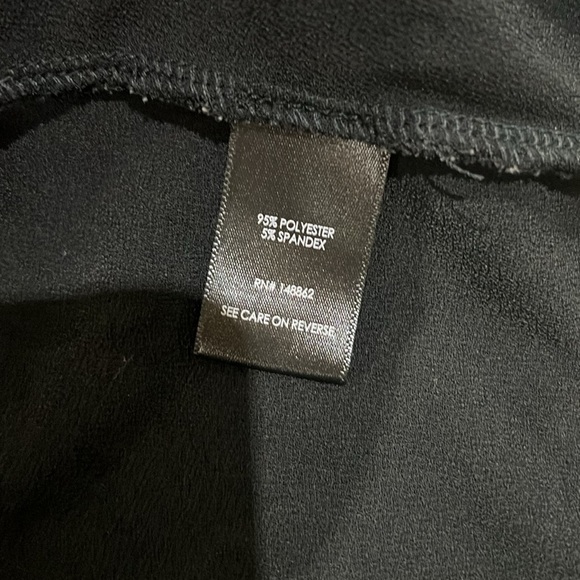 95% POLYESTER
5% SPANDEX
RN# 148862
SEE CARE ON REVERSE